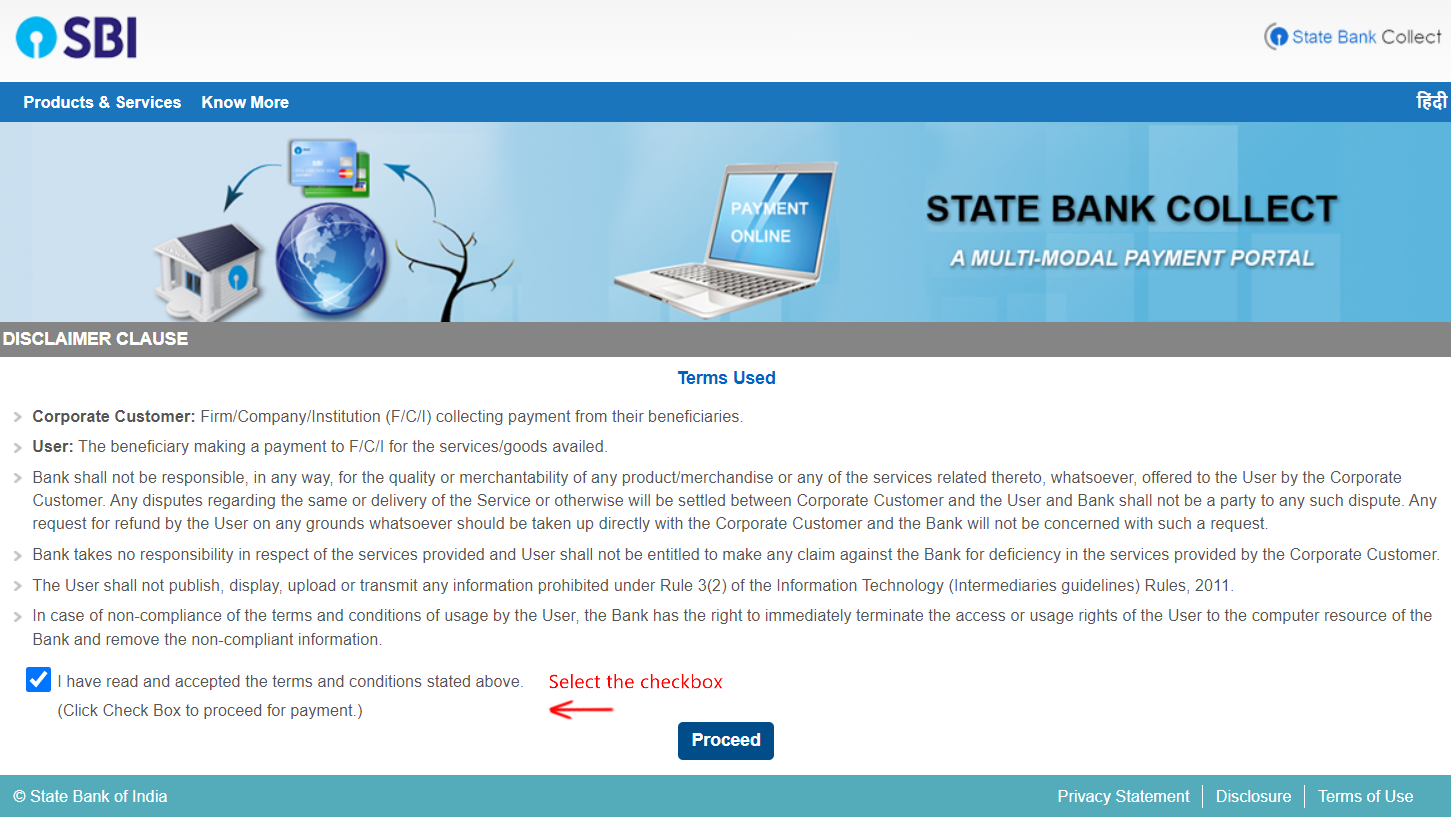 SBI
State Bank Collect
Products & Services Know More हिंदी
SBI
PAYMENT
ONLINE
STATE BANK COLLECT
A MULTI-MODAL PAYMENT PORTAL
DISCLAIMER CLAUSE
Terms Used
Corporate Customer: Firm/Company/Institution (F/C/I) collecting payment from their beneficiaries.
User: The beneficiary making a payment to F/C/I for the services/goods availed.
Bank shall not be responsible, in any way, for the quality or merchantability of any product/merchandise or any of the services related thereto, whatsoever, offered to the User by the Corporate
Customer. Any disputes regarding the same or delivery of the Service or otherwise will be settled between Corporate Customer and the User and Bank shall not be a party to any such dispute. Any
request for refund by the User on any grounds whatsoever should be taken up directly with the Corporate Customer and the Bank will not be concerned with such a request.
Bank takes no responsibility in respect of the services provided and User shall not be entitled to make any claim against the Bank for deficiency in the services provided by the Corporate Customer.
The User shall not publish, display, upload or transmit any information prohibited under Rule 3(2) of the Information Technology (Intermediaries guidelines) Rules, 2011.
In case of non-compliance of the terms and conditions of usage by the User, the Bank has the right to immediately terminate the access or usage rights of the User to the computer resource of the
Bank and remove the non-compliant information.
I have read and accepted the terms and conditions stated above. Select the checkbox
(Click Check Box to proceed for payment.)
Proceed
© State Bank of India Privacy Statement Disclosure Terms of Use